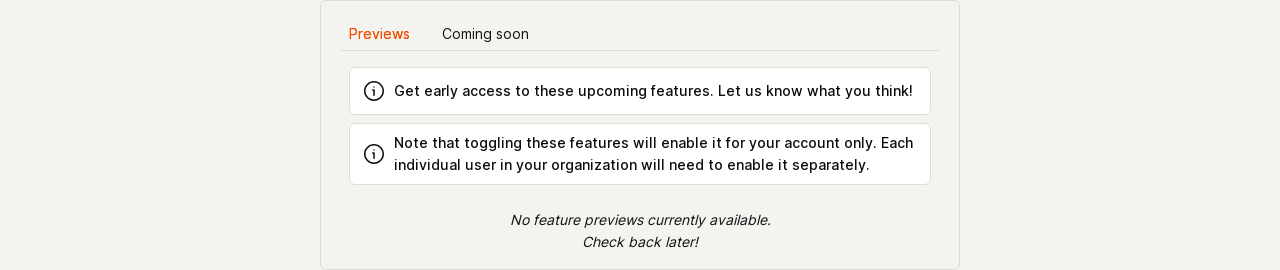 Previews
Coming soon
Get early access to these upcoming features. Let us know what you think!
Note that toggling these features will enable it for your account only. Each
individual user in your organization will need to enable it separately.
No feature previews currently available.
Check back later!